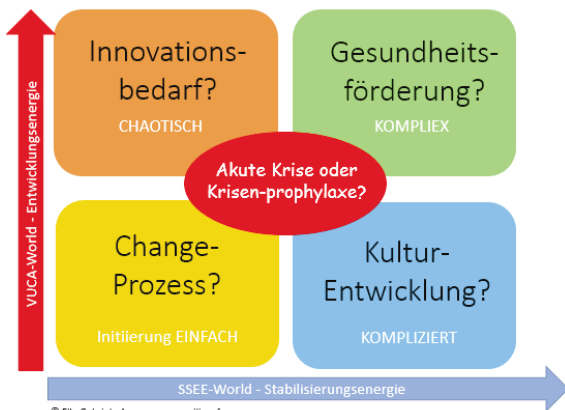 Innovations-
bedarf?
CHAOTISCH
Gesundheits-
förderung?
KOMPLIEX
Akute Krise oder
Krisen-prophylaxe?
Change-
Prozess?
Initiierung EINFACH
Kultur-
Entwicklung?
KOMPLIZIERT
VUCA-World - Entwicklungsenergie
SSEE-World - Stabilisierungsenergie